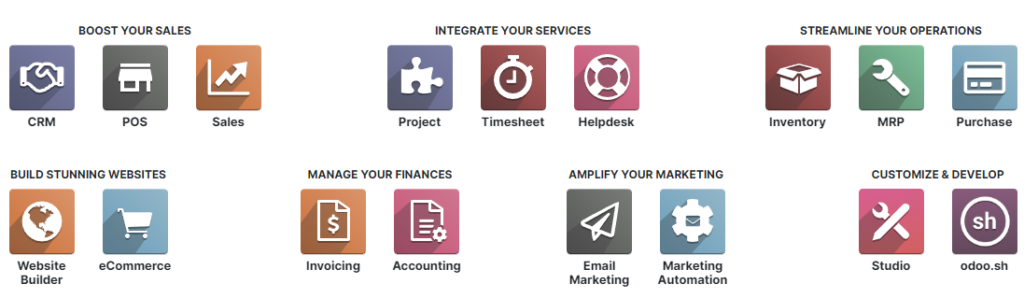 BOOST YOUR SALES
INTEGRATE YOUR SERVICES
STREAMLINE YOUR OPERATIONS
CRM
POS
Sales
Project
Timesheet
Helpdesk
Inventory
MRP
Purchase
BUILD STUNNING WEBSITES
MANAGE YOUR FINANCES
AMPLIFY YOUR MARKETING
CUSTOMIZE & DEVELOP
$
sh
Website
Builder
eCommerce
Invoicing
Accounting
Email
Marketing
Marketing
Automation
Studio
odoo.sh